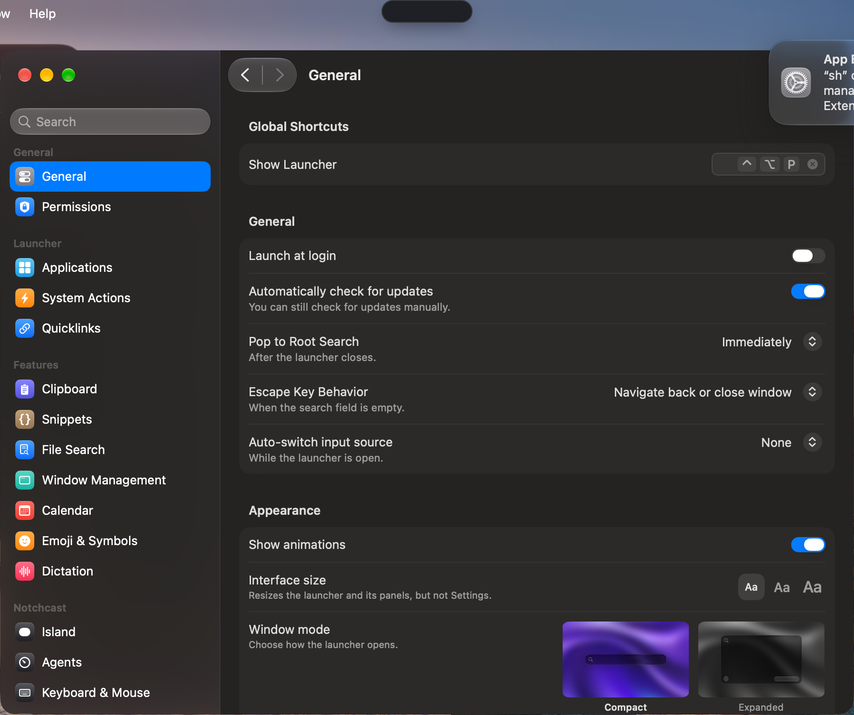 Help
App
"sh"
General
Search
Global Shortcuts
General
Show Launcher
⌃ ⌥ P
General
Permissions
General
Launcher
Launch at login
Applications
Automatically check for updates
You can still check for updates manually.
System Actions
Quicklinks
Pop to Root Search
Immediately
After the launcher closes.
Features
Clipboard
Escape Key Behavior
Navigate back or close window
When the search field is empty.
Snippets
File Search
Auto-switch input source
None
While the launcher is open.
Window Management
Calendar
Appearance
Emoji & Symbols
Show animations
Dictation
Interface size
Aa Aa Aa
Resizes the launcher and its panels, but not Settings.
Notchcast
Island
Window mode
Choose how the launcher opens.
Agents
Keyboard & Mouse
Compact
Expanded